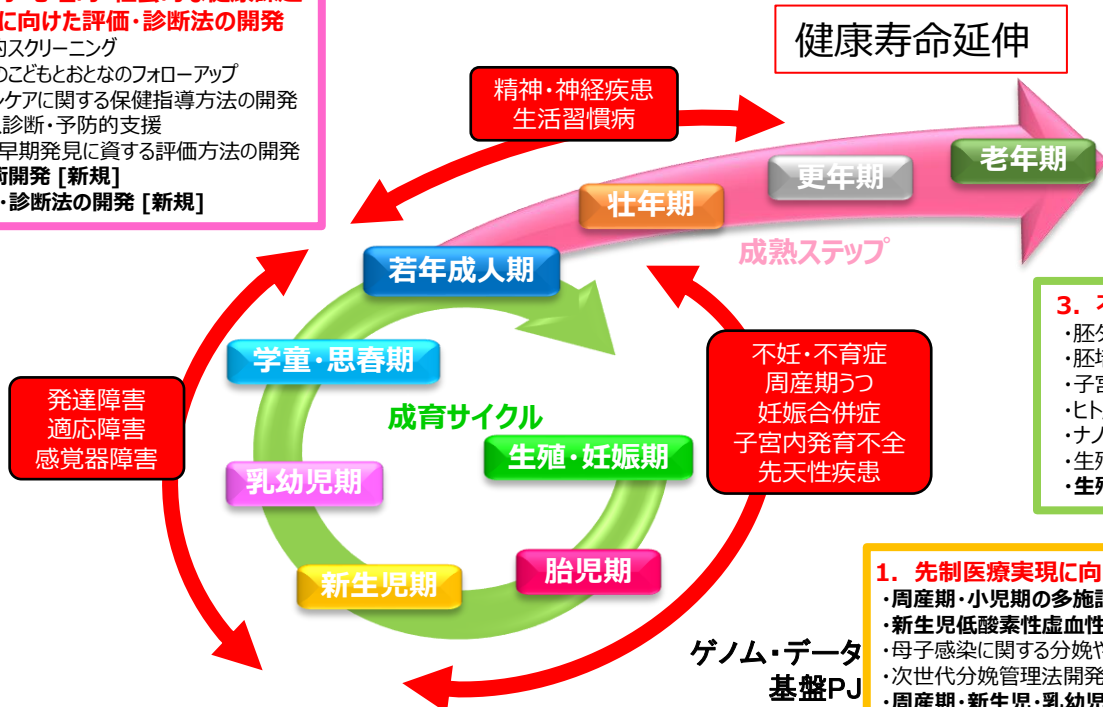 に向けた評価・診断法の開発
的スクリーニング
のこどもとおとなのフォローアップ
ンケアに関する保健指導方法の開発
診断・予防的支援
早期発見に資する評価方法の開発
術開発 [新規]
・診断法の開発 [新規]
健康寿命延伸
精神・神経疾患
生活習慣病
老年期
更年期
壮年期
成熟ステップ
若年成人期
学童・思春期
成育サイクル
乳幼児期
生殖・妊娠期
新生児期
胎児期
発達障害
適応障害
感覚器障害
不妊・不育症
周産期うつ
妊娠合併症
子宮内発育不全
先天性疾患
3. 
・胚
・胚培
・子宮
・ヒト
・ナノ
・生殖
・生殖
ゲノム・データ
基盤PJ
1. 先制医療実現に向
・周産期・小児期の多施設
・新生児低酸素性虚血性
・母子感染に関する分娩や
・次世代分娩管理法開発
・周産期・新生児・乳幼児